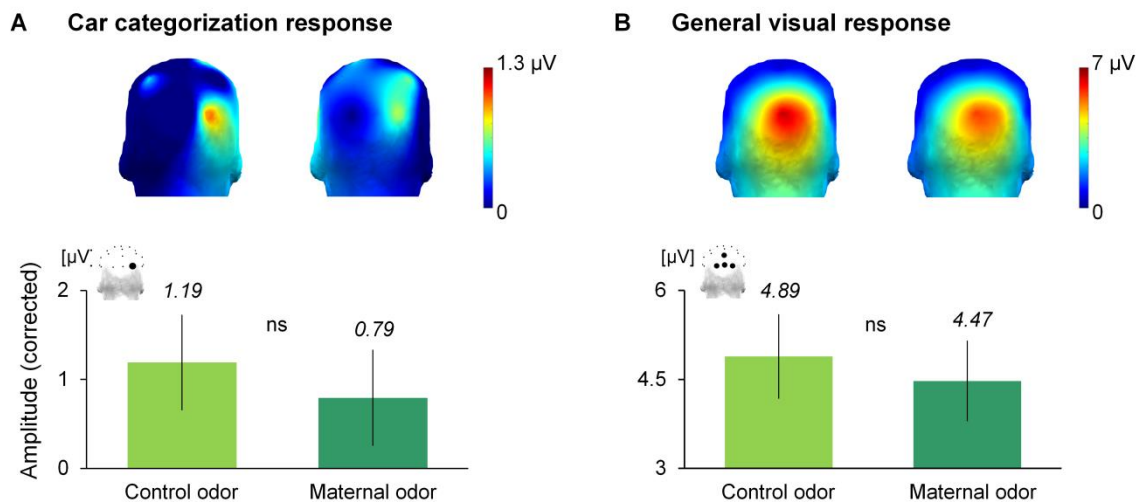 A Car categorization response
1.3 µV
0
[µV]
Amplitude (corrected)
2
1
0
1.19
ns
0.79
Control odor
Maternal odor
B General visual response
7 µV
0
[µV]
6
4.5
3
4.89
ns
4.47
Control odor
Maternal odor